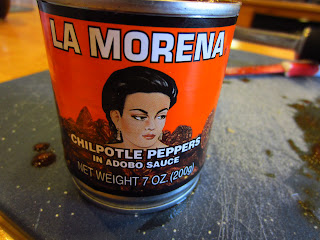 LA MORENA
CHILPOTLE PEPPERS
IN ADOBO SAUCE
NET WEIGHT 7 OZ. (200g)